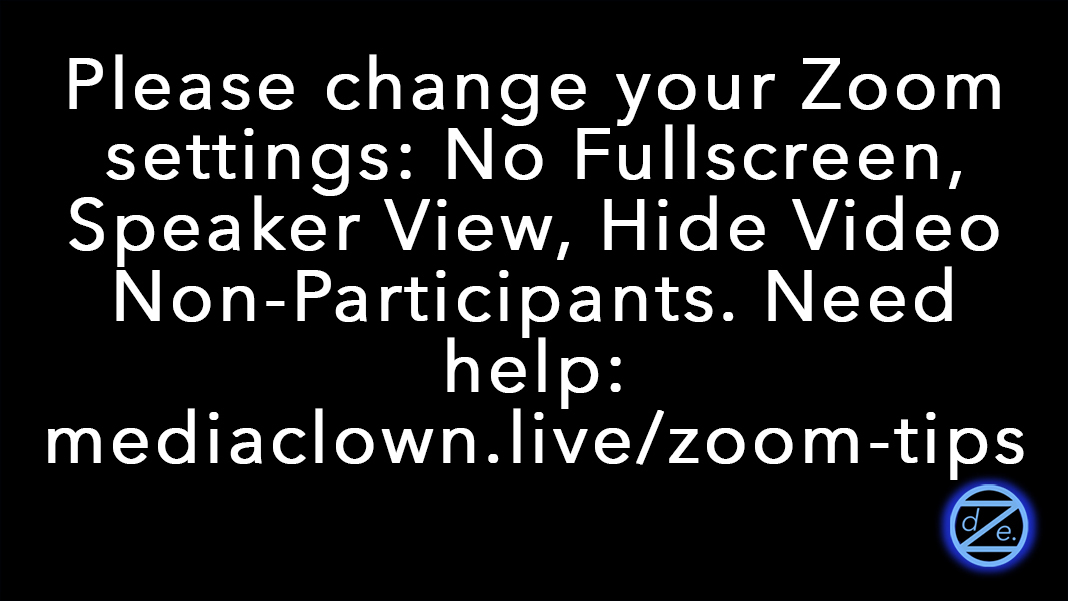 Please change your Zoom
settings: No Fullscreen,
Speaker View, Hide Video
Non-Participants. Need
help:
mediaclown.live/zoom-tips
d
Z
e.